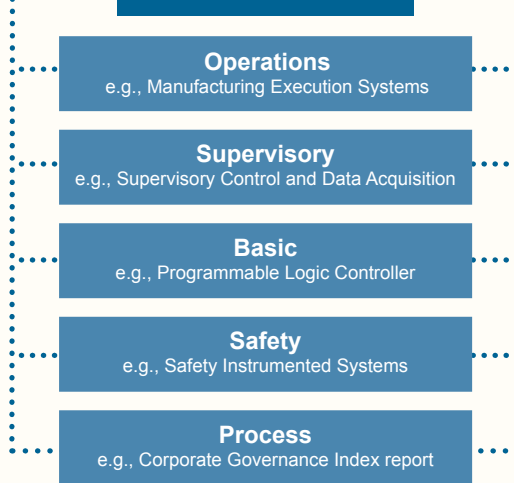 Operations
e.g., Manufacturing Execution Systems
Supervisory
e.g., Supervisory Control and Data Acquisition
Basic
e.g., Programmable Logic Controller
Safety
e.g., Safety Instrumented Systems
Process
e.g., Corporate Governance Index report